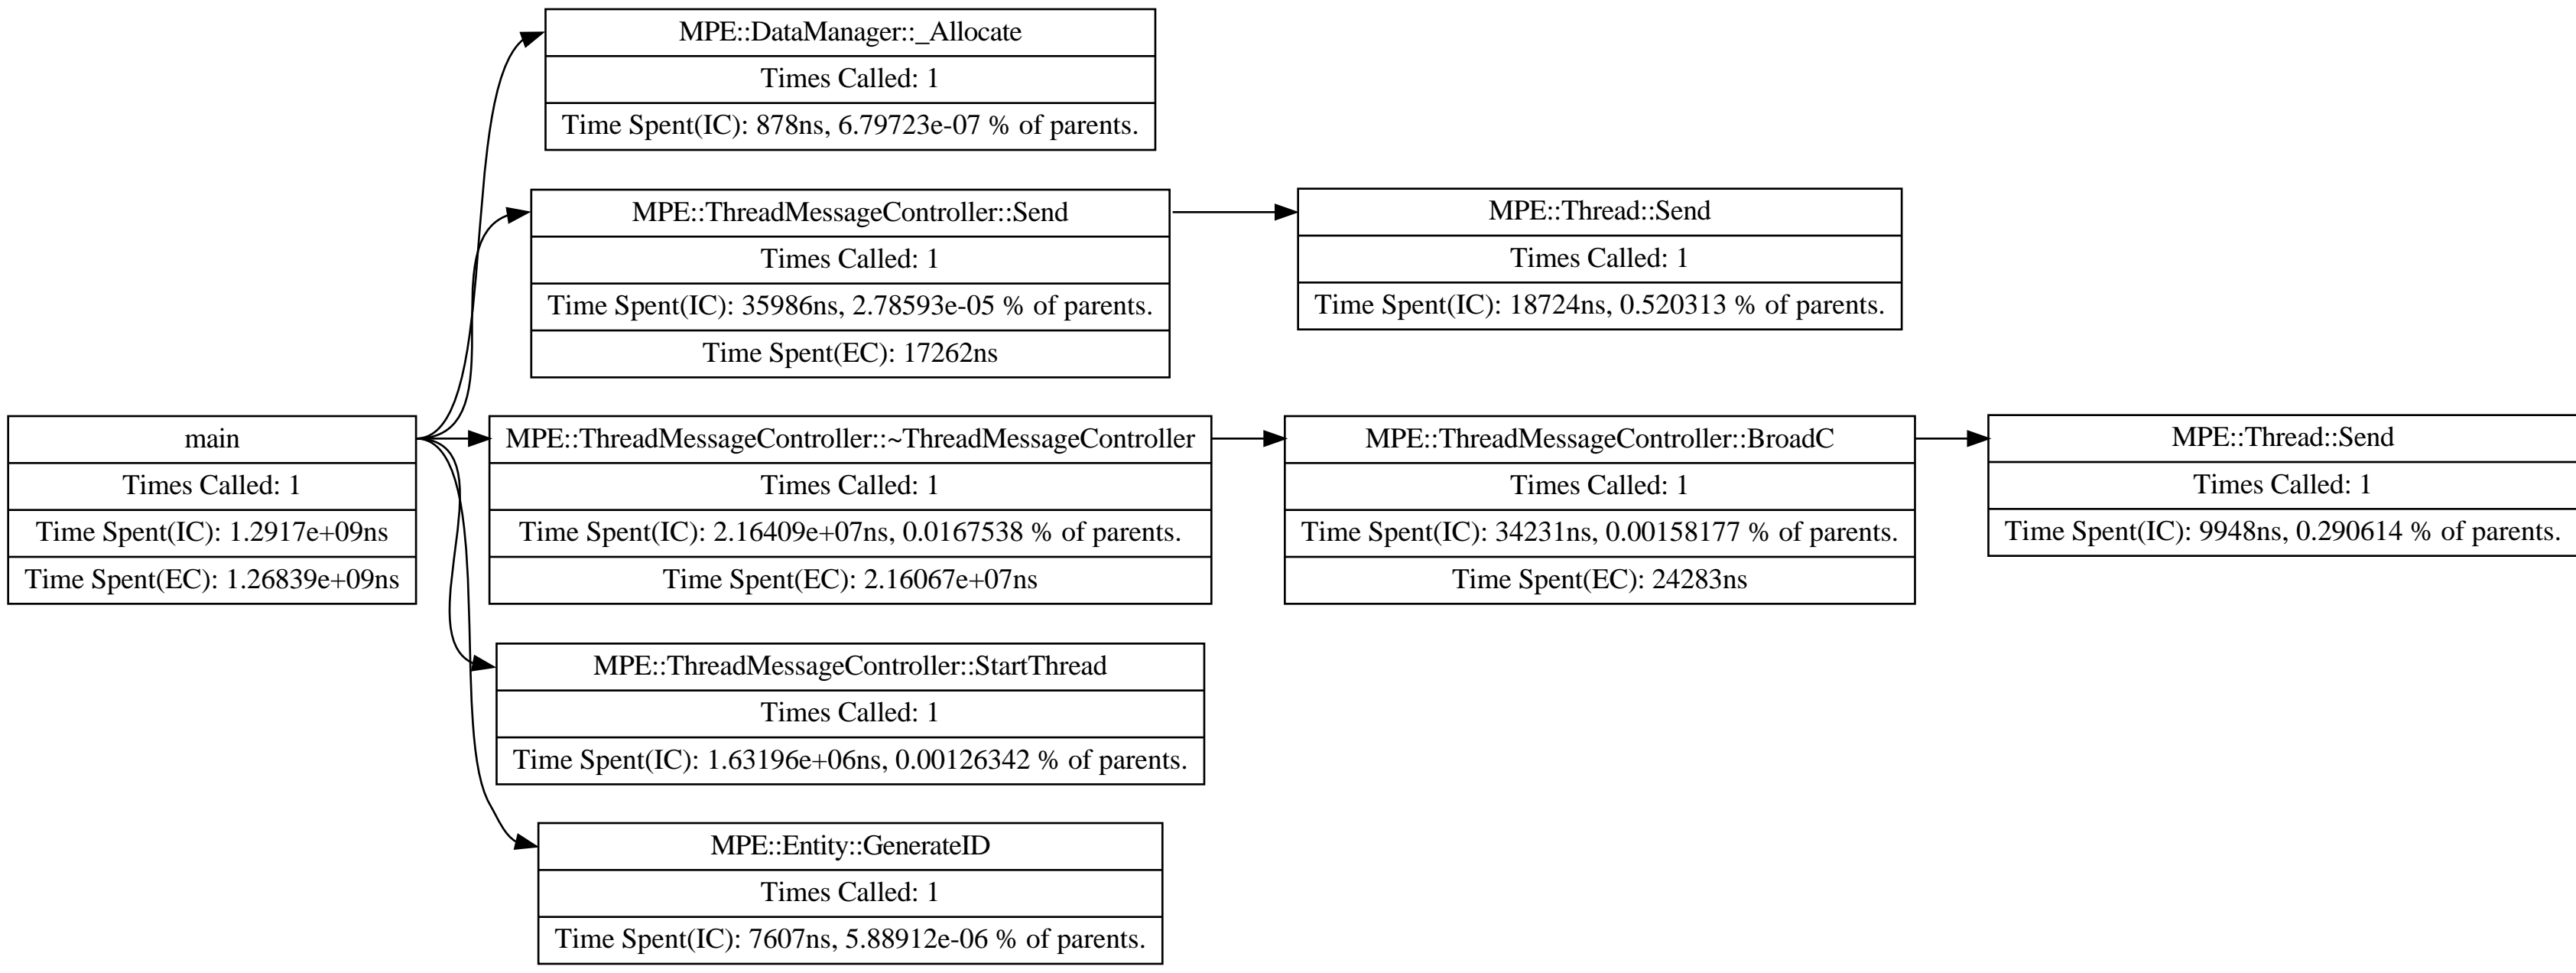 MPE::DataManager::_Allocate
Times Called: 1
Time Spent(IC): 878ns, 6.79723e-07 % of parents.
MPE::ThreadMessageController::Send
Times Called: 1
Time Spent(IC): 35986ns, 2.78593e-05 % of parents.
Time Spent(EC): 17262ns
MPE::Thread::Send
Times Called: 1
Time Spent(IC): 18724ns, 0.520313 % of parents.
main
Times Called: 1
Time Spent(IC): 1.2917e+09ns
Time Spent(EC): 1.26839e+09ns
MPE::ThreadMessageController::~ThreadMessageController
Times Called: 1
Time Spent(IC): 2.16409e+07ns, 0.0167538 % of parents.
Time Spent(EC): 2.16067e+07ns
MPE::ThreadMessageController::BroadC
Times Called: 1
Time Spent(IC): 34231ns, 0.00158177 % of parents.
Time Spent(EC): 24283ns
MPE::Thread::Send
Times Called: 1
Time Spent(IC): 9948ns, 0.290614 % of parents.
MPE::ThreadMessageController::StartThread
Times Called: 1
Time Spent(IC): 1.63196e+06ns, 0.00126342 % of parents.
MPE::Entity::GenerateID
Times Called: 1
Time Spent(IC): 7607ns, 5.88912e-06 % of parents.